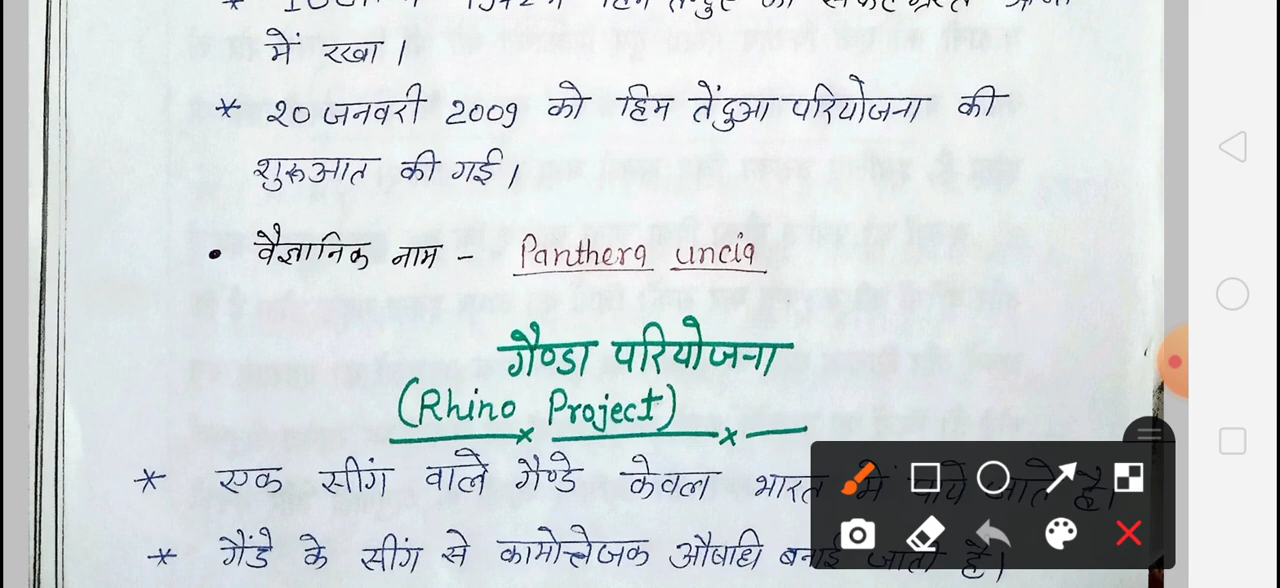 में रखा।
* २० जनवरी 2009 को हिम तेंदुआ परियोजना की
शुरुआत की गई।
• वैज्ञानिक नाम - Panthera uncia
गैण्डा परियोजना
(Rhino Project)
* एक सींग वाले गैण्डे केवल भारत में पाये जाते है।
* गैंडे के सींग से कामोत्तेजक औषधि बनाई जाती है।